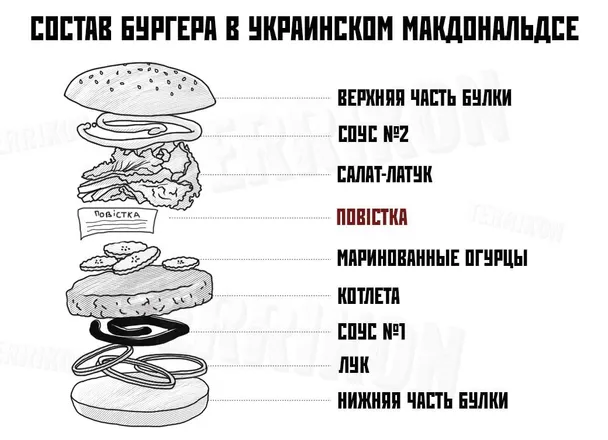 СОСТАВ БУРГЕРА В УКРАИНСКОМ МАКДОНАЛЬДСЕ
ВЕРХНЯЯ ЧАСТЬ БУЛКИ
СОУС №2
САЛАТ-ЛАТУК
ПОВІСТКА
ПОВІСТКА
МАРИНОВАННЫЕ ОГУРЦЫ
КОТЛЕТА
СОУС №1
ЛУК
НИЖНЯЯ ЧАСТЬ БУЛКИ